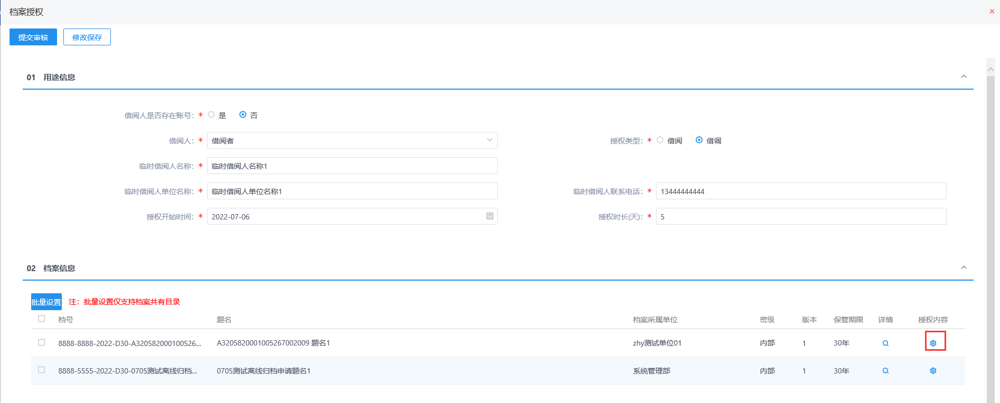 档案授权
提交审核 修改保存
01 用途信息
借阅人是否存在账号：* 是 否
借阅人：* 借阅者 授权类型：* 借阅 借调
临时借阅人名称：* 临时借阅人名称1
临时借阅人单位名称：* 临时借阅人单位名称1 临时借阅人联系电话：* 13444444444
授权开始时间：* 2022-07-06 授权时长(天)：* 5
02 档案信息
批量设置 注：批量设置仅支持档案共有目录
档号 题名 档案所属单位 密级 版本 保管期限 详情 授权内容
8888-8888-2022-D30-A32058200010052​6... A3205820001005267002009 题名1 zhy测试单位01 内部 1 30年
8888-5555-2022-D30-0705测试离线归档... 0705测试离线归档申请题名1 系统管理部 内部 1 30年